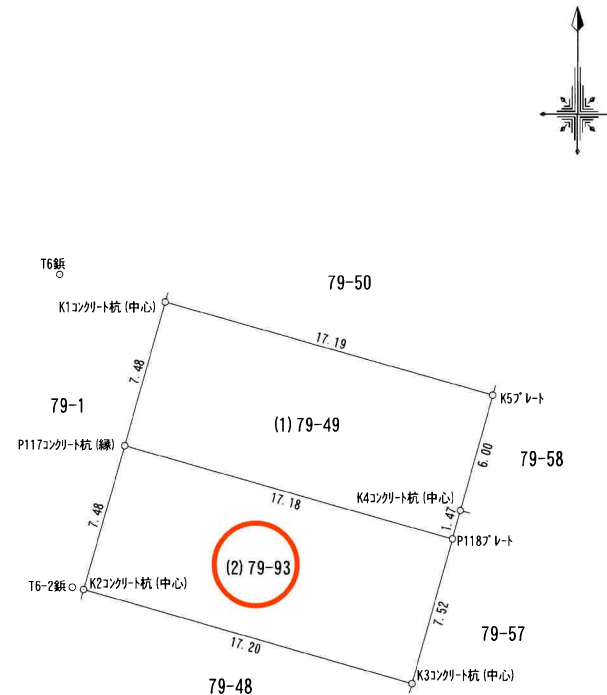 T6鋲
79-50
K1コンクリート杭(中心)
17.19
7.48
K5プレート
79-1
(1) 79-49
P117コンクリート杭(縁)
6.00
79-58
K4コンクリート杭(中心)
17.18
1.47
7.48
P118プレート
(2) 79-93
T6-2鋲
K2コンクリート杭(中心)
7.52
79-57
17.20
K3コンクリート杭(中心)
79-48